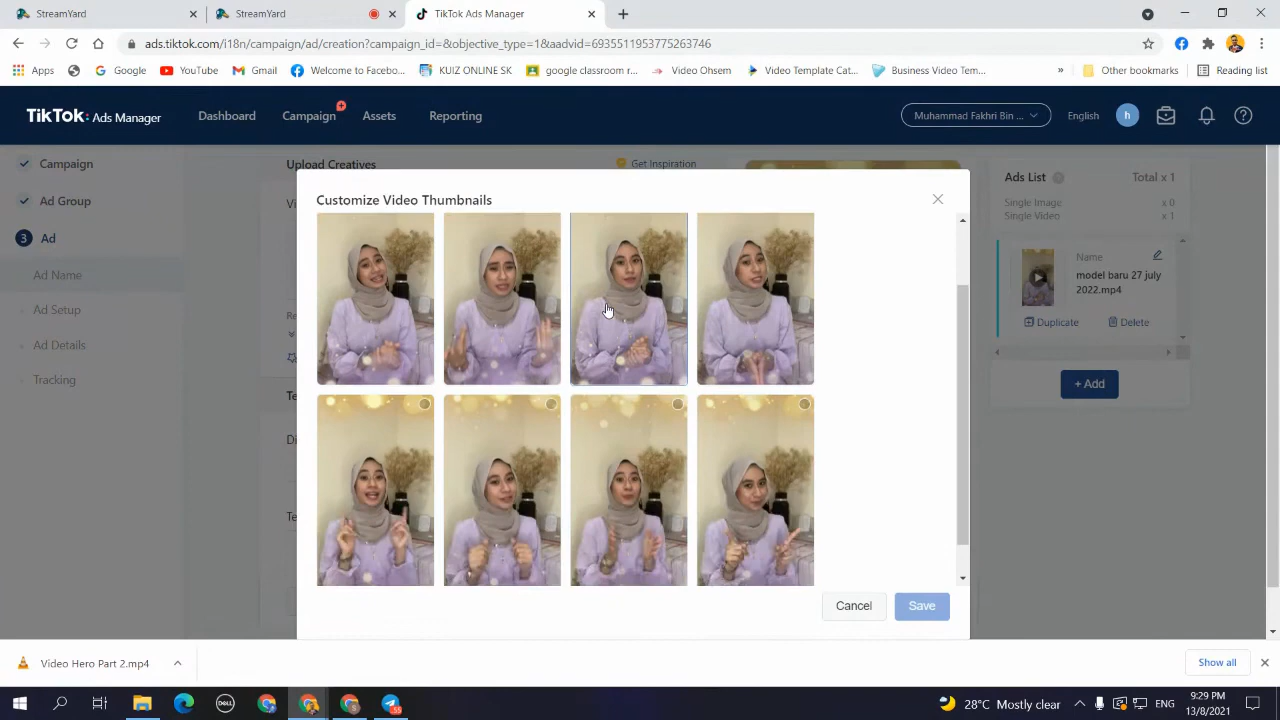 StreamYard
StreamYard
TikTok Ads Manager
ads.tiktok.com/i18n/campaign/ad/creation?campaign_id=&objective_type=1&aadvid=6935511953775263746
Apps
Google
YouTube
Gmail
Welcome to Facebo...
KUIZ ONLINE SK
google classroom r...
Video Ohsem
Video Template Cat...
Business Video Tem...
»
Other bookmarks
Reading list
TikTok: Ads Manager
Dashboard
Campaign
Assets
Reporting
Muhammad Fakhri Bin ...
English
h
Campaign
Ad Group
3 Ad
Ad Name
Ad Setup
Ad Details
Tracking
Upload Creatives
Get Inspiration
Customize Video Thumbnails
Cancel
Save
Ads List
Total x 1
Single Image
x 0
Single Video
x 1
Name
model baru 27 july
2022.mp4
Duplicate
Delete
+ Add
Video Hero Part 2.mp4
Show all
28°C Mostly clear
ENG
9:29 PM
13/8/2021